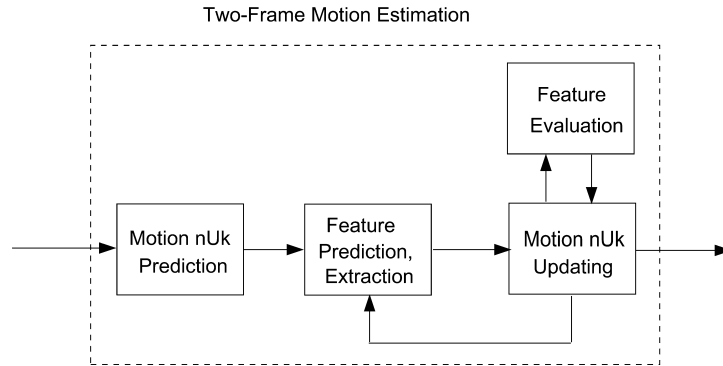 Two-Frame Motion Estimation
Feature
Evaluation
Motion nUk
Prediction
Feature
Prediction,
Extraction
Motion nUk
Updating